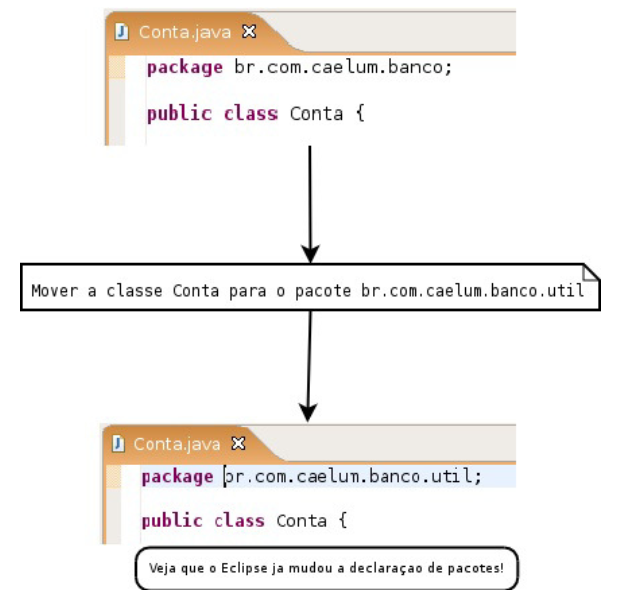 Conta.java
package br.com.caelum.banco;
public class Conta {
Mover a classe Conta para o pacote br.com.caelum.banco.util
Conta.java
package br.com.caelum.banco.util;
public class Conta {
Veja que o Eclipse ja mudou a declaraçao de pacotes!